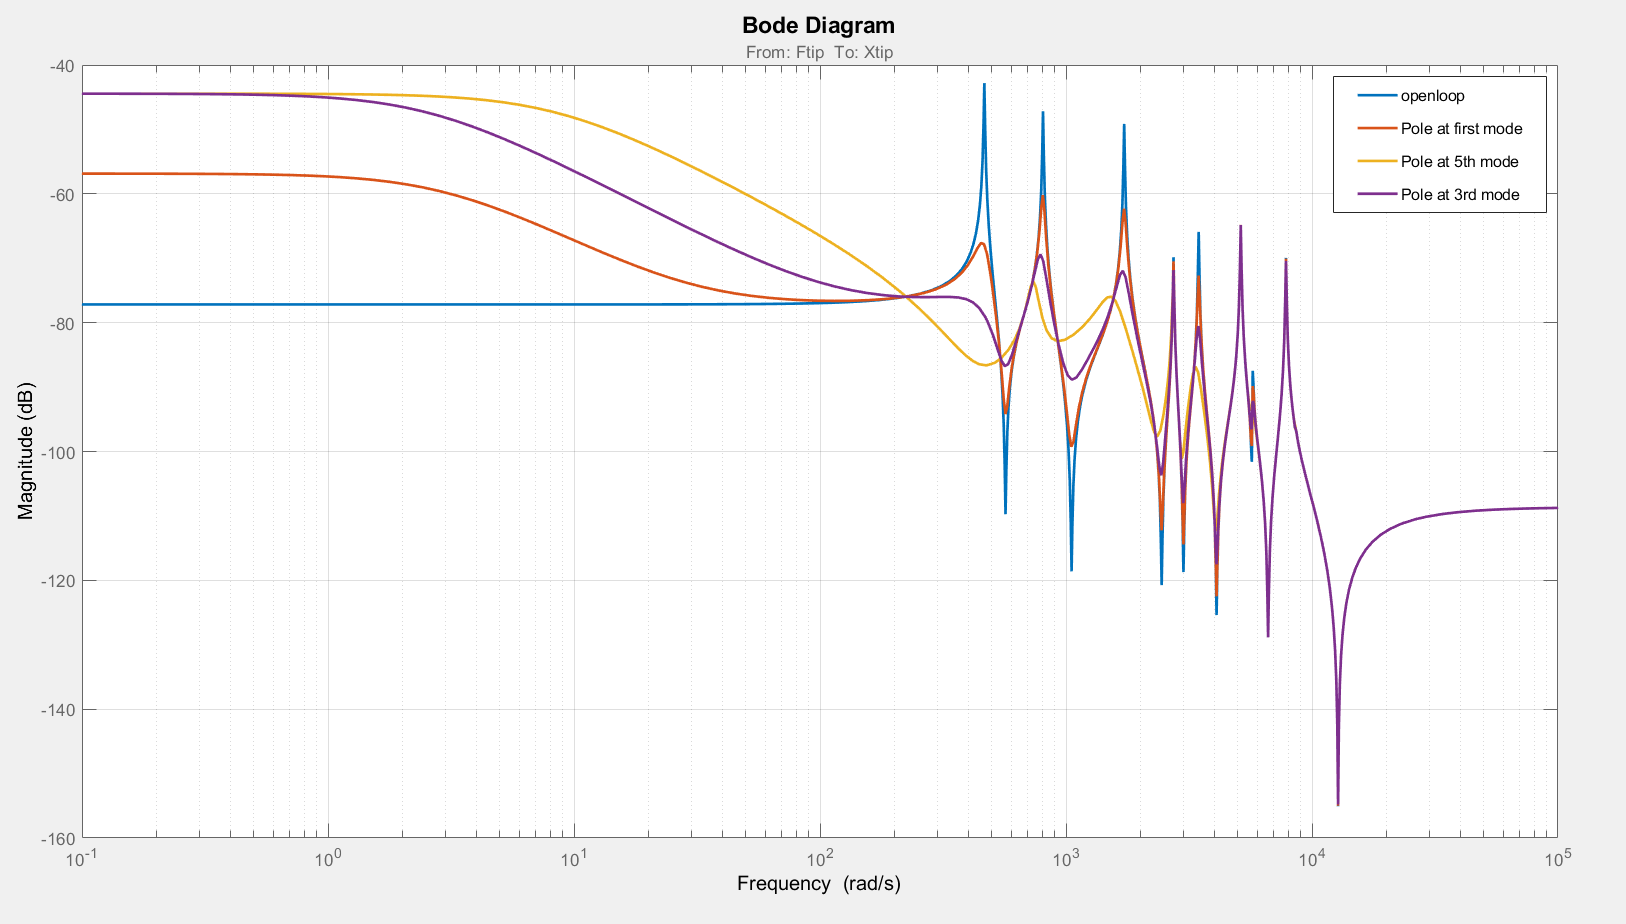 Bode Diagram
From: Ftip To: Xtip
openloop
Pole at first mode
Pole at 5th mode
Pole at 3rd mode
Magnitude (dB)
-40
-60
-80
-100
-120
-140
-160
10^-1
10^0
10^1
10^2
10^3
10^4
10^5
Frequency (rad/s)